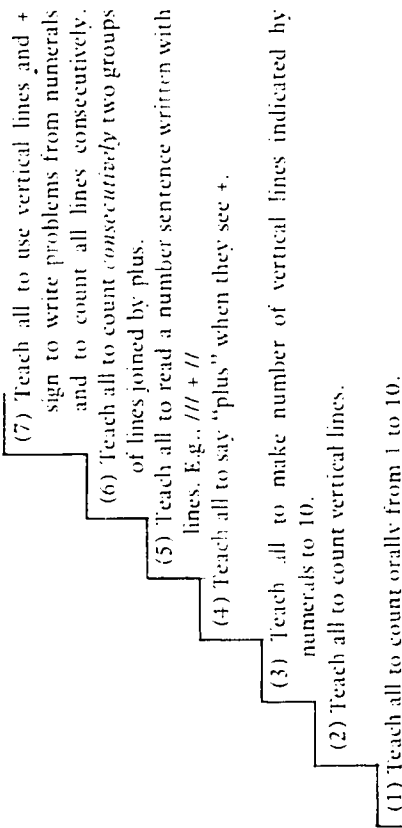 (7) Teach all to use vertical lines and +
sign to write problems from numerals
and to count all lines consecutively.
(6) Teach all to count consecutively two groups
of lines joined by plus.
(5) Teach all to read a number sentence written with
lines. E.g., /// + //
(4) Teach all to say "plus" when they see +.
(3) Teach all to make number of vertical lines indicated by
numerals to 10.
(2) Teach all to count vertical lines.
(1) Teach all to count orally from 1 to 10.